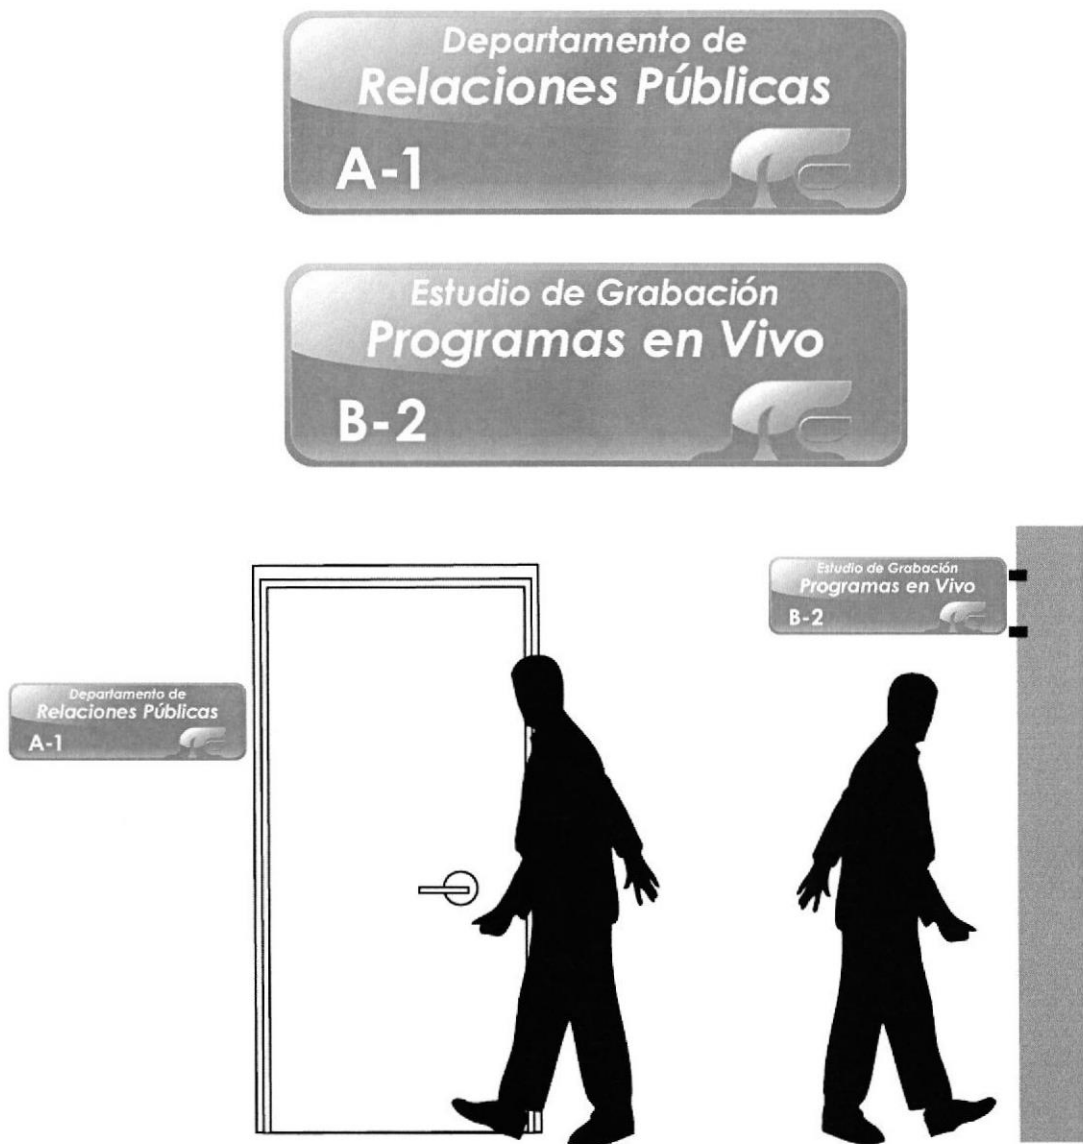 Departamento de
Relaciones Públicas
A-1
Estudio de Grabación
Programas en Vivo
B-2
Estudio de Grabación
Programas en Vivo
B-2
Departamento de
Relaciones Públicas
A-1